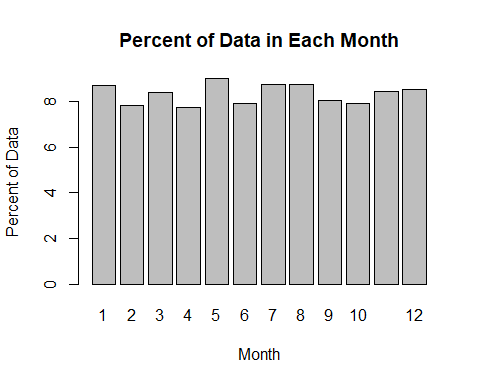 Percent of Data in Each Month
Percent of Data
8
6
4
2
0
1 2 3 4 5 6 7 8 9 10 12
Month